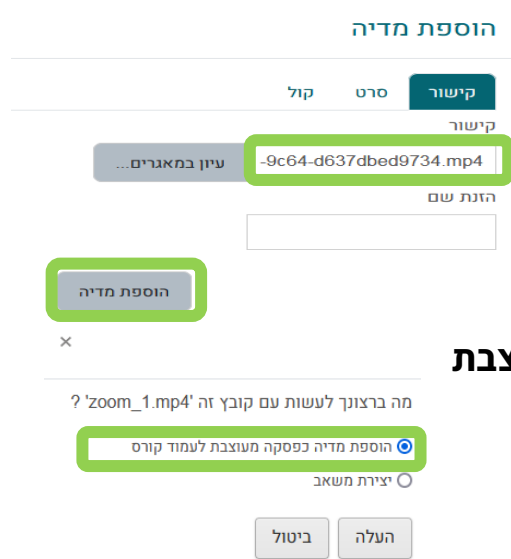 הוספת מדיה
קישור סרט קול
קישור
-9c64-d637dbed9734.mp4 עיון במאגרים...
הזנת שם
הוספת מדיה
×
צבת
מה ברצונך לעשות עם קובץ זה 'zoom_1.mp4' ?
הוספת מדיה כפסקה מעוצבת לעמוד קורס
יצירת משאב
העלה ביטול